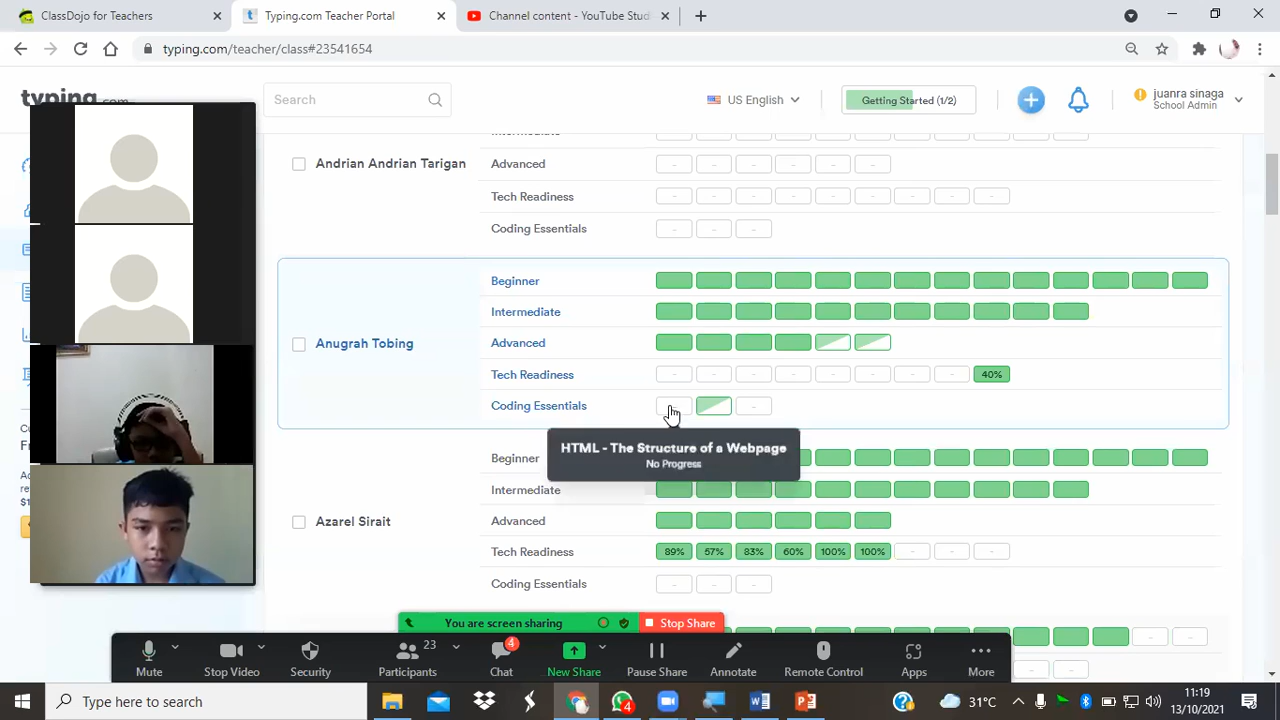 ClassDojo for Teachers
Typing.com Teacher Portal
Channel content - YouTube Stud
typing.com/teacher/class#23541654
typing.com
Search
US English
Getting Started (1/2)
juanra sinaga
School Admin
Andrian Andrian Tarigan
Advanced
Tech Readiness
Coding Essentials
Anugrah Tobing
Beginner
Intermediate
Advanced
Tech Readiness
40%
Coding Essentials
HTML - The Structure of a Webpage
No Progress
Azarel Sirait
Beginner
Intermediate
Advanced
Tech Readiness
89% 57% 83% 60% 100% 100%
Coding Essentials
You are screen sharing
Stop Share
Mute
Stop Video
Security
Participants 23
Chat 4
New Share
Pause Share
Annotate
Remote Control
Apps
More
Type here to search
4
31°C
11:19
13/10/2021